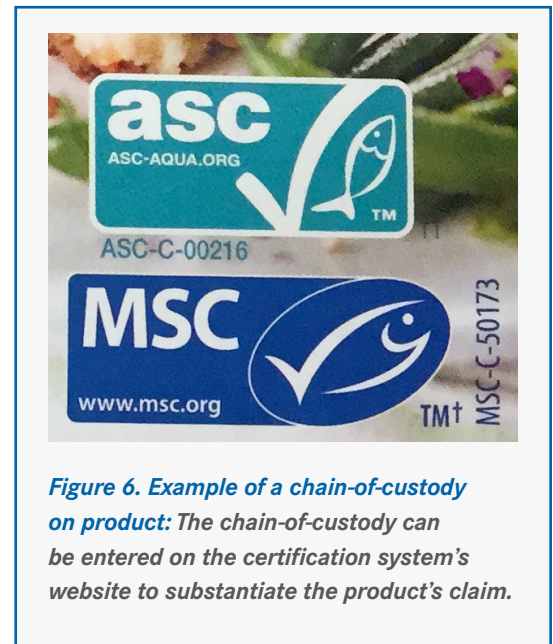 asc
ASC-AQUA.ORG
TM
ASC-C-00216
MSC
www.msc.org
TM†
MSC-C-50173
Figure 6. Example of a chain-of-custody
on product: The chain-of-custody can
be entered on the certification system’s
website to substantiate the product’s claim.